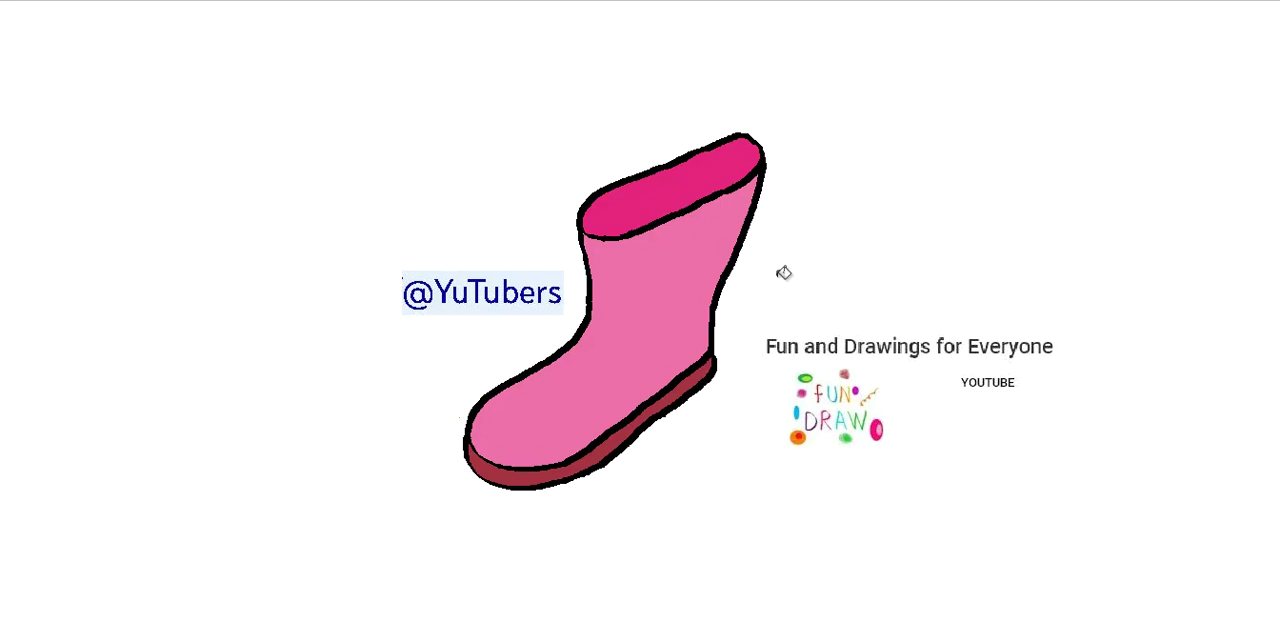 @YuTubers
Fun and Drawings for Everyone
YOUTUBE
FUN
DRAW